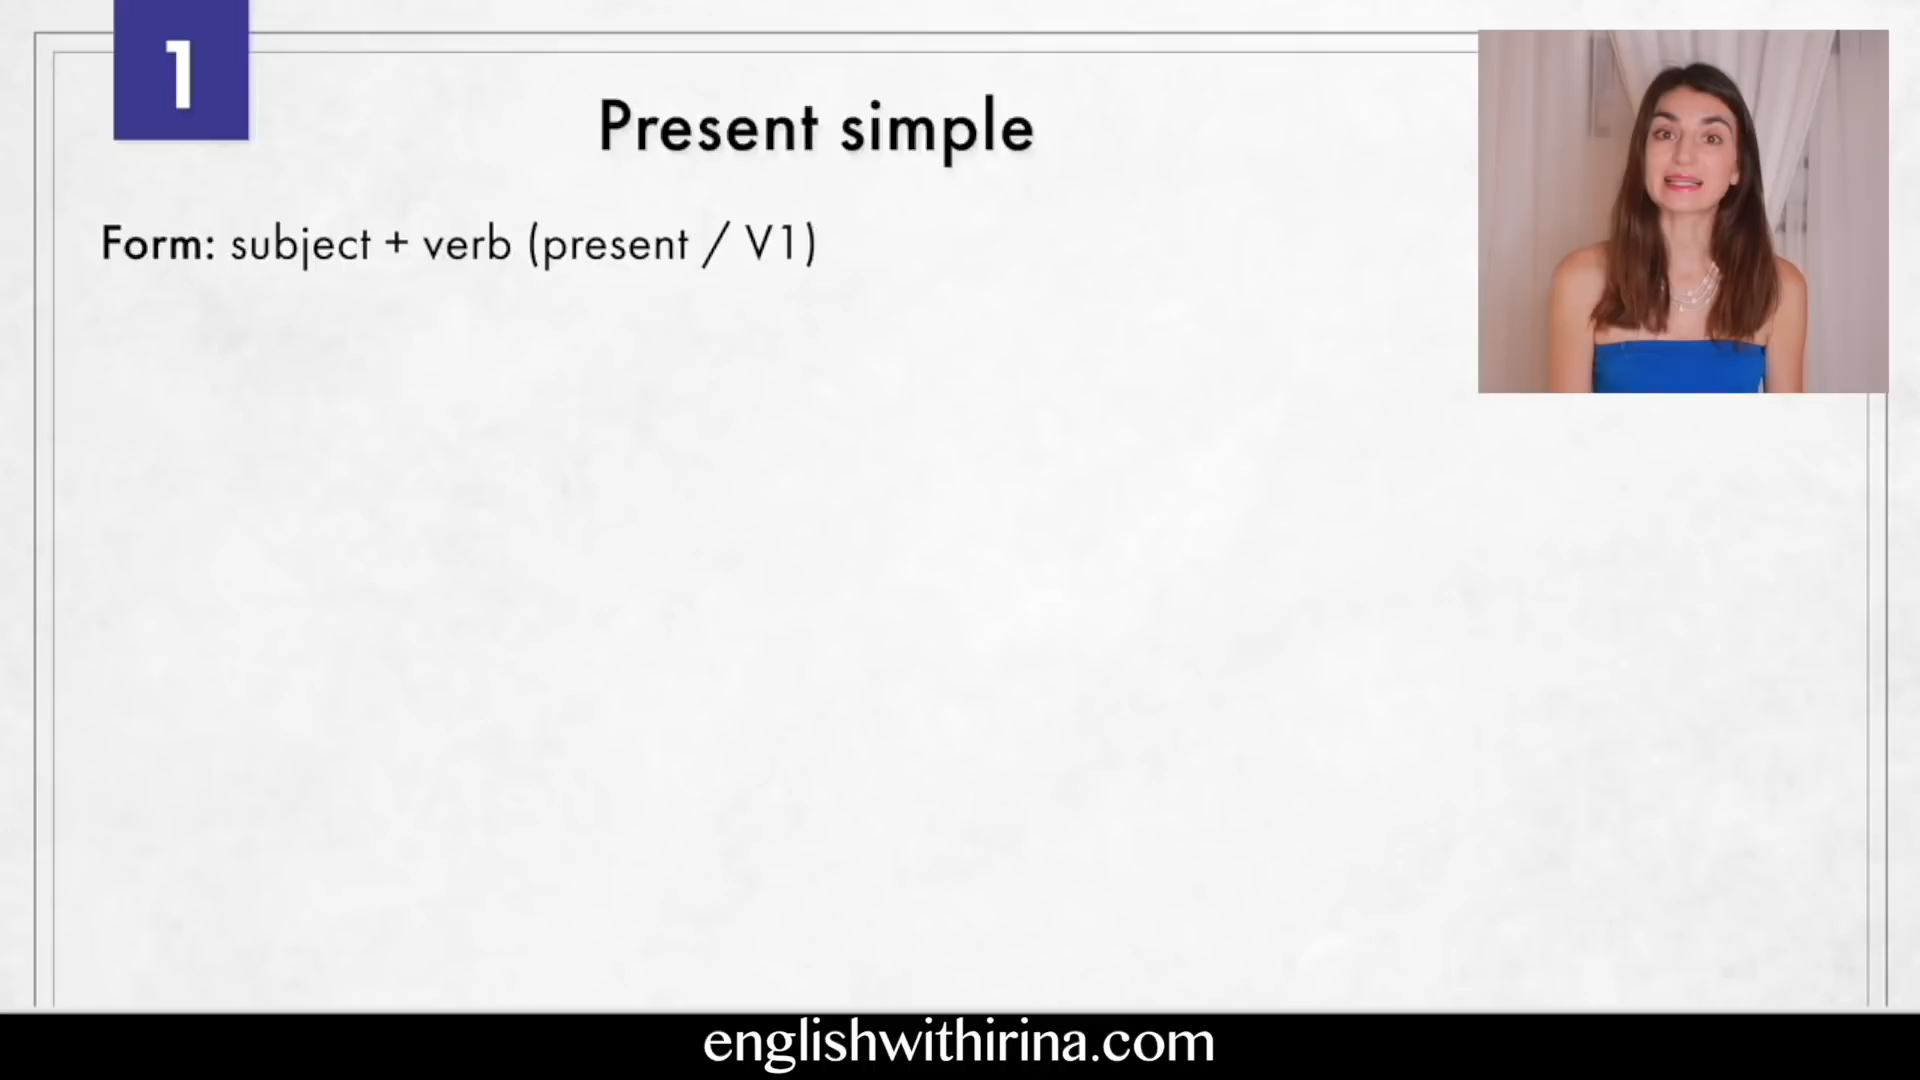 1
Present simple
Form: subject + verb (present / V1)
englishwithirina.com